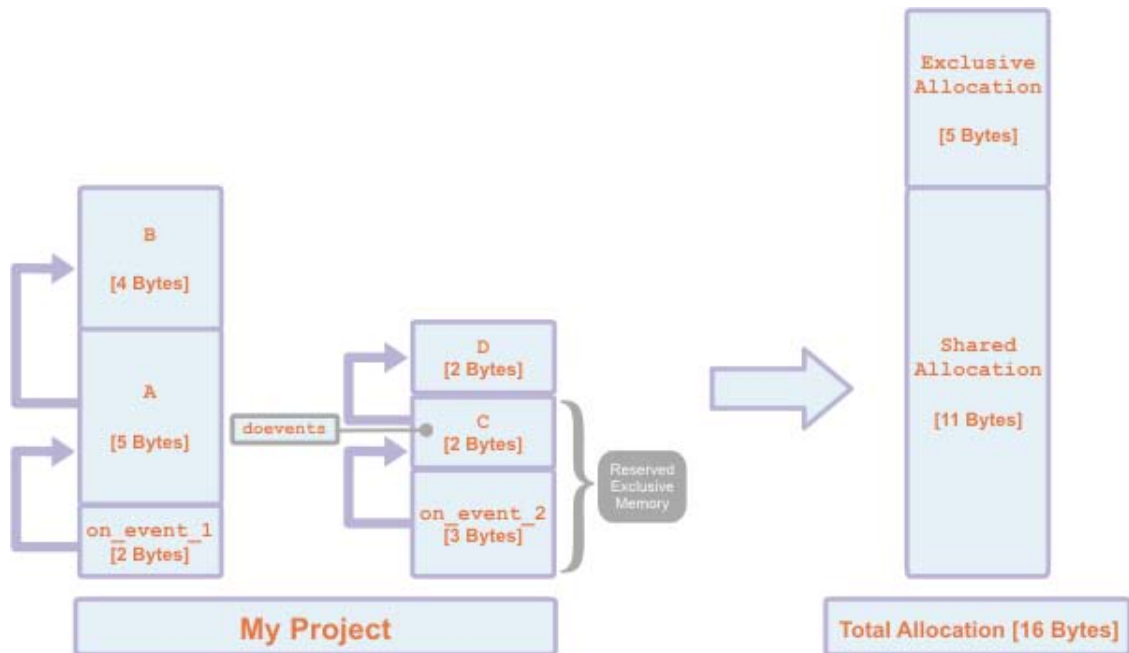 B
[4 Bytes]
A
[5 Bytes]
on_event_1
[2 Bytes]
doevents
D
[2 Bytes]
C
[2 Bytes]
on_event_2
[3 Bytes]
Reserved
Exclusive
Memory
My Project
Exclusive
Allocation
[5 Bytes]
Shared
Allocation
[11 Bytes]
Total Allocation [16 Bytes]